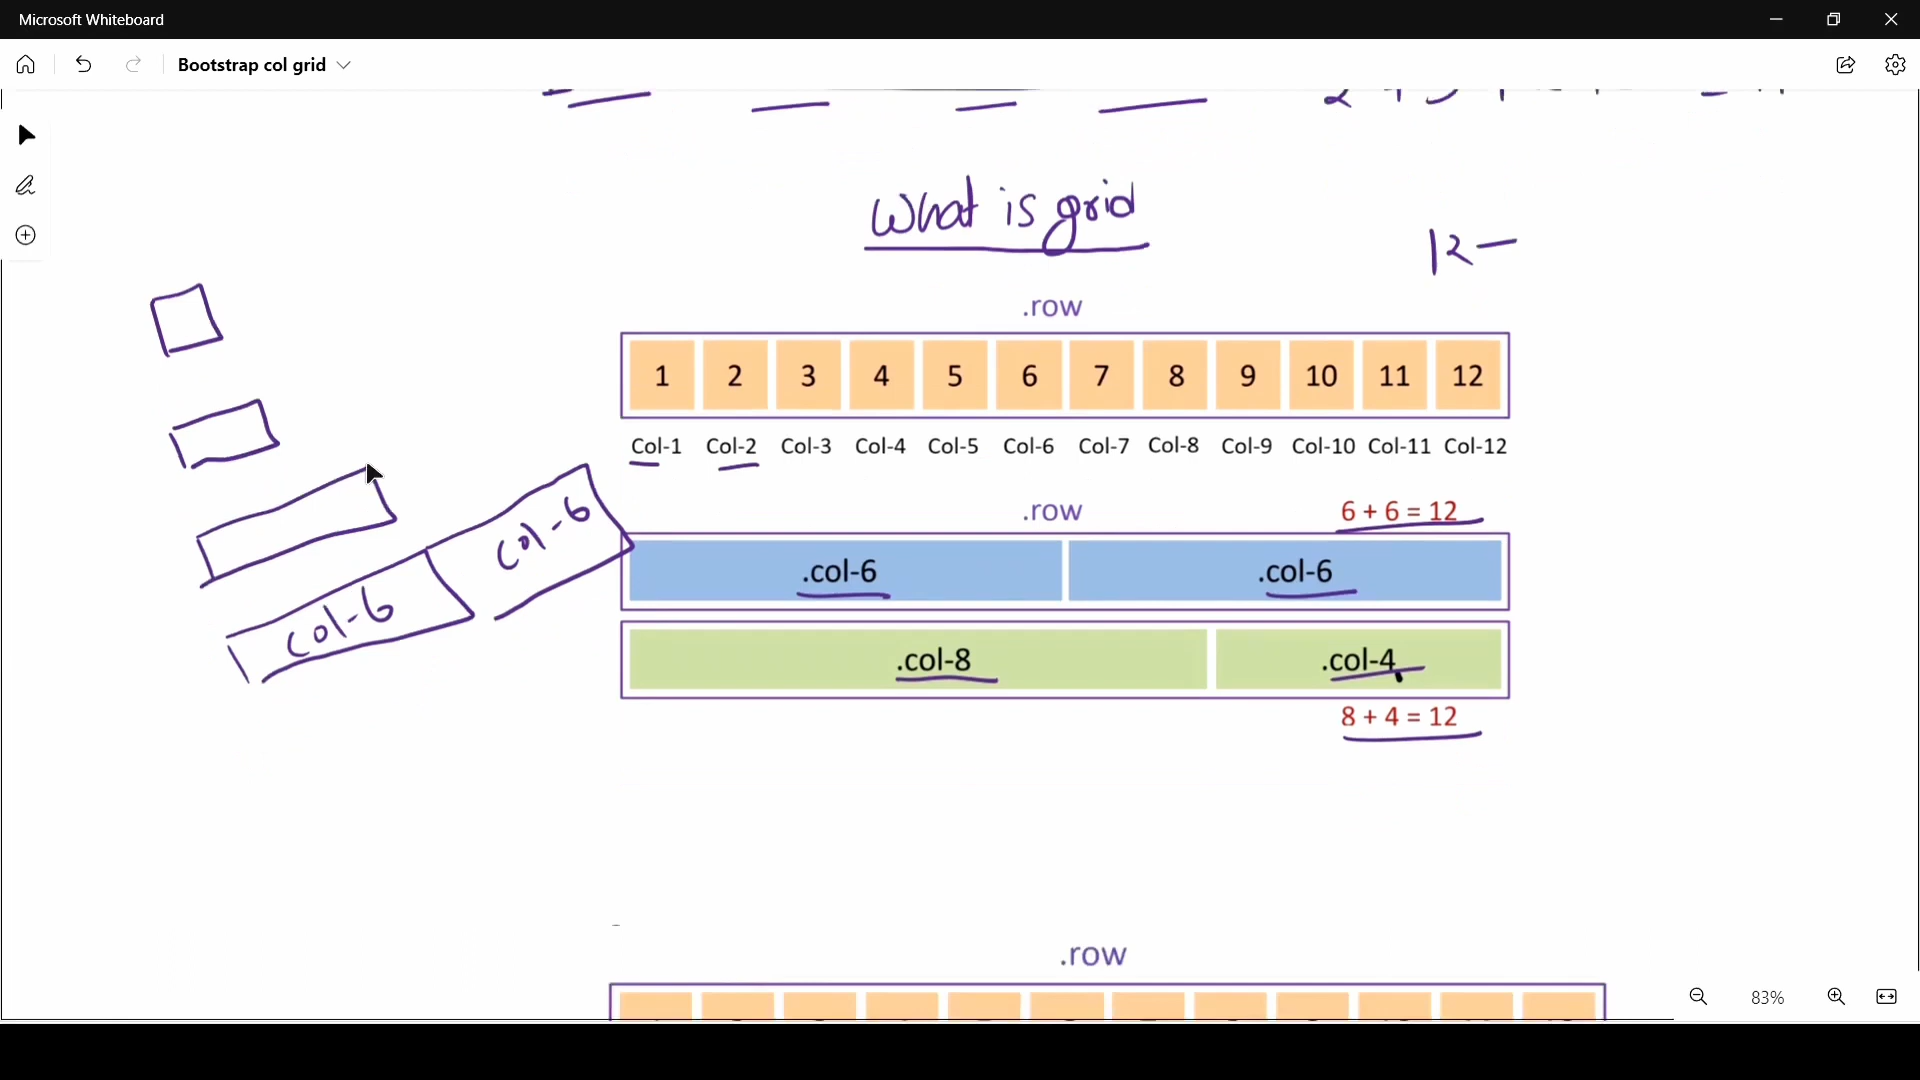 Microsoft Whiteboard
Bootstrap col grid
What is grid
12 —
.row
1 2 3 4 5 6 7 8 9 10 11 12
Col-1 Col-2 Col-3 Col-4 Col-5 Col-6 Col-7 Col-8 Col-9 Col-10 Col-11 Col-12
.row
6 + 6 = 12
col-6
col-6
.col-6 .col-6
.col-8 .col-4
8 + 4 = 12
.row
83%